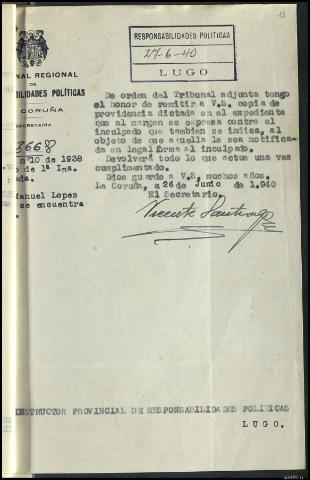 13
RESPONSABILIDADES POLITICAS
27-6-40
LUGO
NAL REGIONAL
DE
BILIDADES POLÍTICAS
CORUÑA
SECRETARIA
3668
n 10 de 1938
o de 1ª Ins.
da.
anuel Lopez
se encuentra
De orden del Tribunal adjunta tengo
el honor de remitir a V.S. copia de
providencia dictada en el expediente
que al margen se expresa contra el
inculpado que tambien se indica, al
objeto de que aquella le sea notifica-
da en legal forma al inculpado.
Devolverá todo lo que actue una vez
cumplimentado.
Dios guarde a V.S. muchos años.
La Coruña, a 26 de Junio de 1.940
El Secretario.
Vicente Santiago
INSTRUCTOR PROVINCIAL DE RESPONSABILIDADES POLITICAS
LUGO.